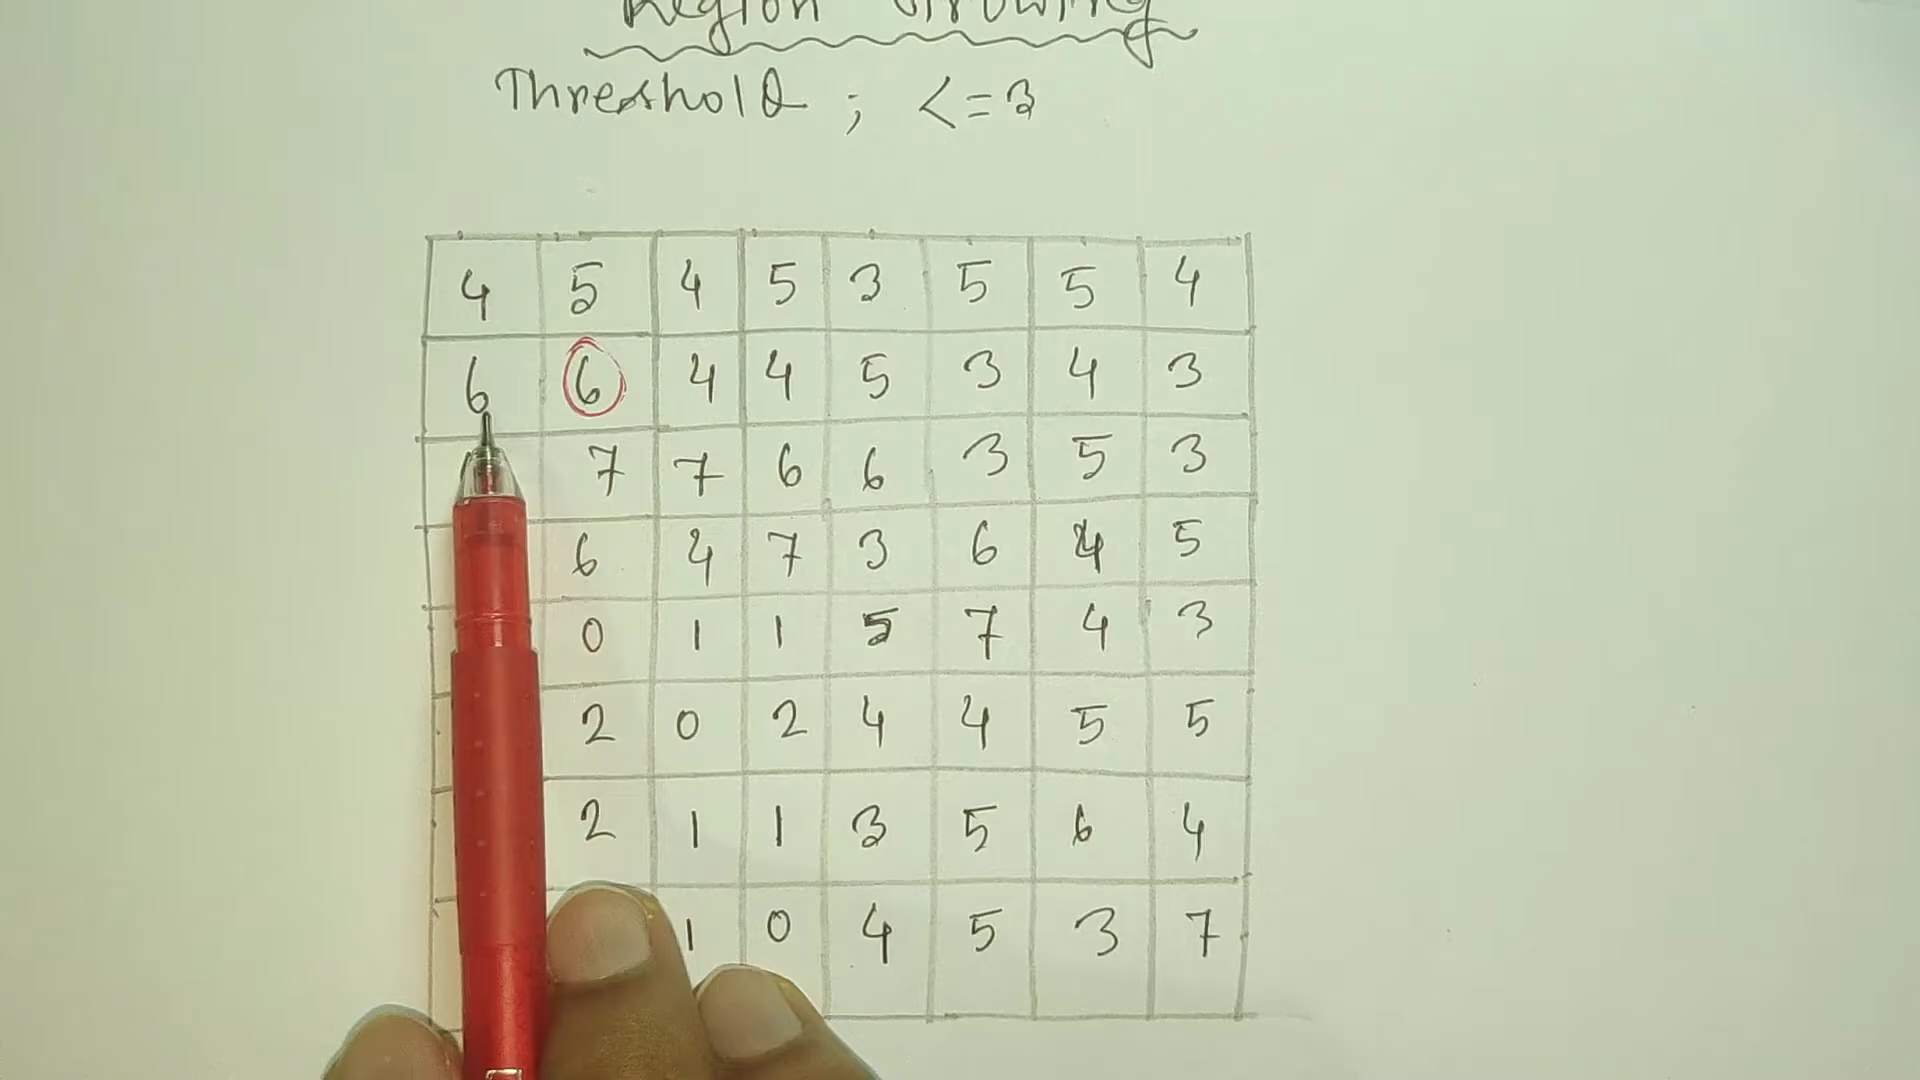 Region Growing
Threshold ; <=3
4 5 4 5 3 5 5 4
6 6 4 4 5 3 4 3
7 7 6 6 3 5 3
6 4 7 3 6 4 5
0 1 1 5 7 4 3
2 0 2 4 4 5 5
2 1 1 3 5 6 4
1 0 4 5 3 7